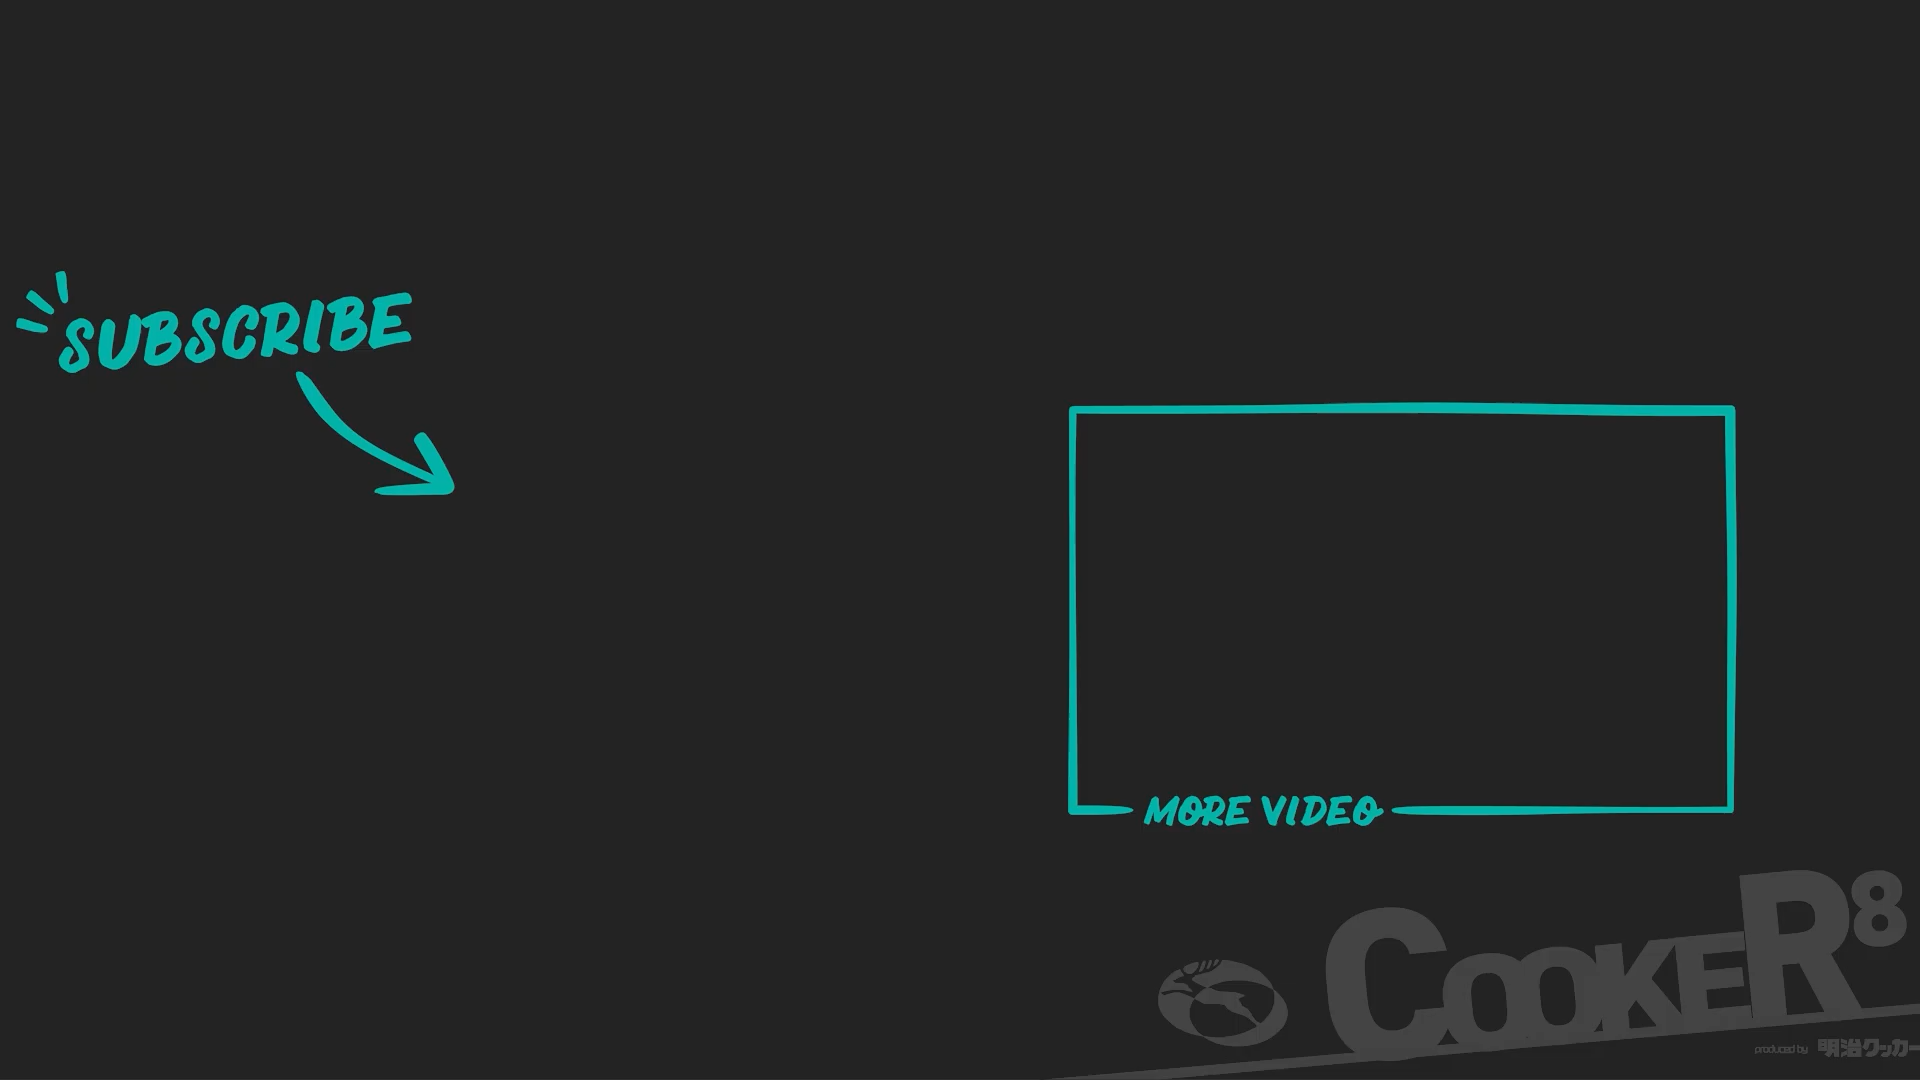 SUBSCRIBE
MORE VIDEO
COOKER8
produced by 明治クッカー